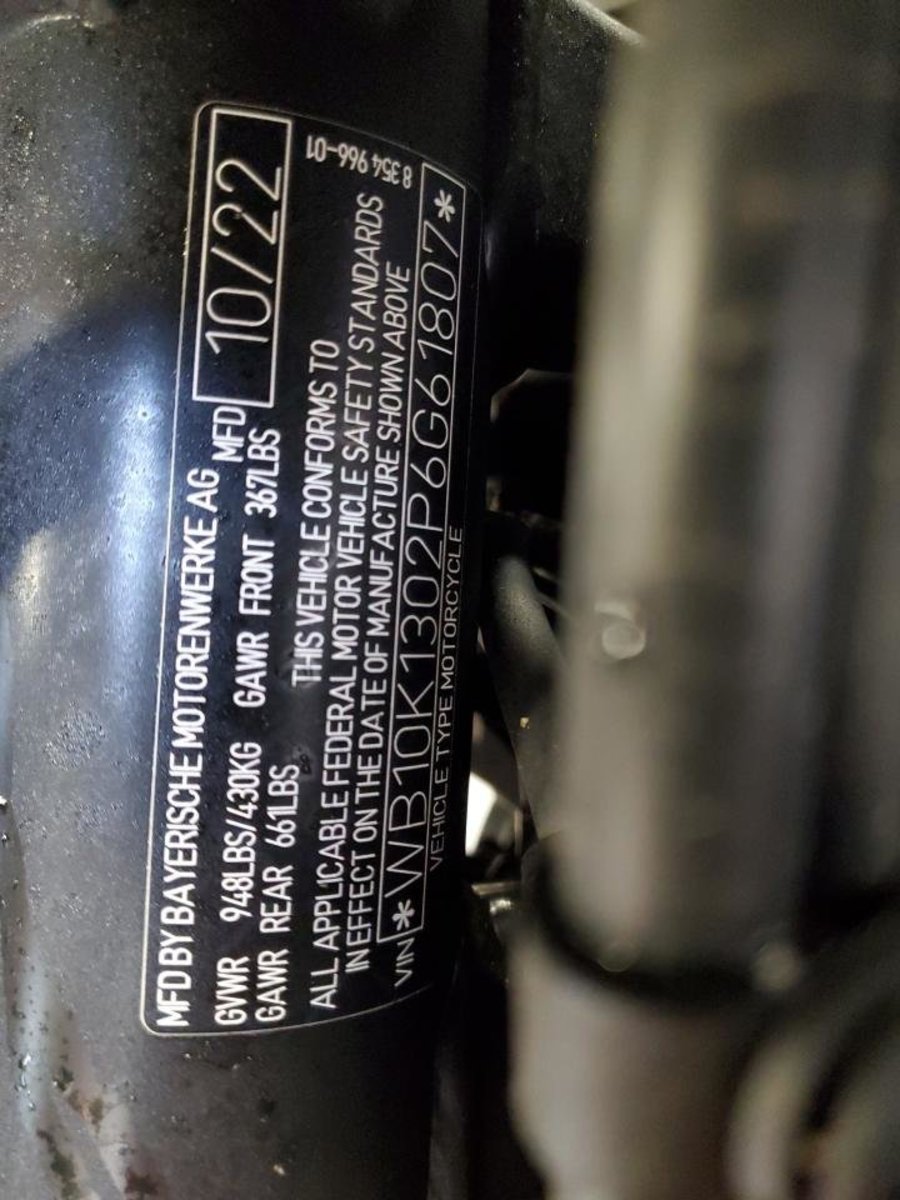 MFD BY BAYERISCHE MOTORENWERKE AG MFD 10/22
GVWR 948LBS/430KG GAWR FRONT 367LBS
GAWR REAR 661LBS
THIS VEHICLE CONFORMS TO
ALL APPLICABLE FEDERAL MOTOR VEHICLE SAFETY STANDARDS
IN EFFECT ON THE DATE OF MANUFACTURE SHOWN ABOVE
VIN *WB10K1302P6G61807*
VEHICLE TYPE MOTORCYCLE
8 354 966-01